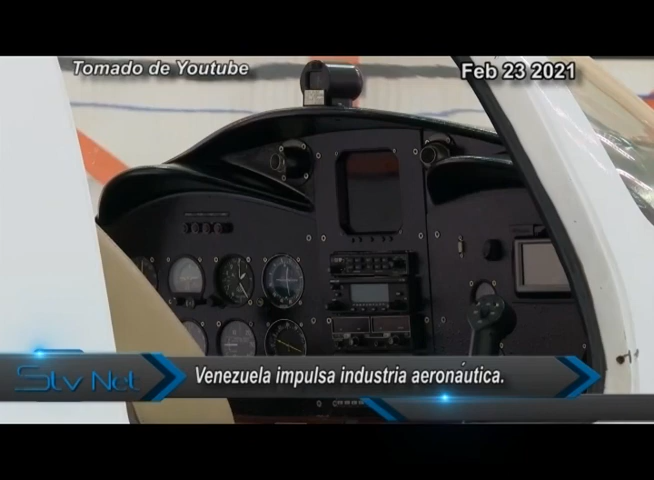 Tomado de Youtube
Feb 23 2021
Stv Net
Venezuela impulsa industria aeronáutica.